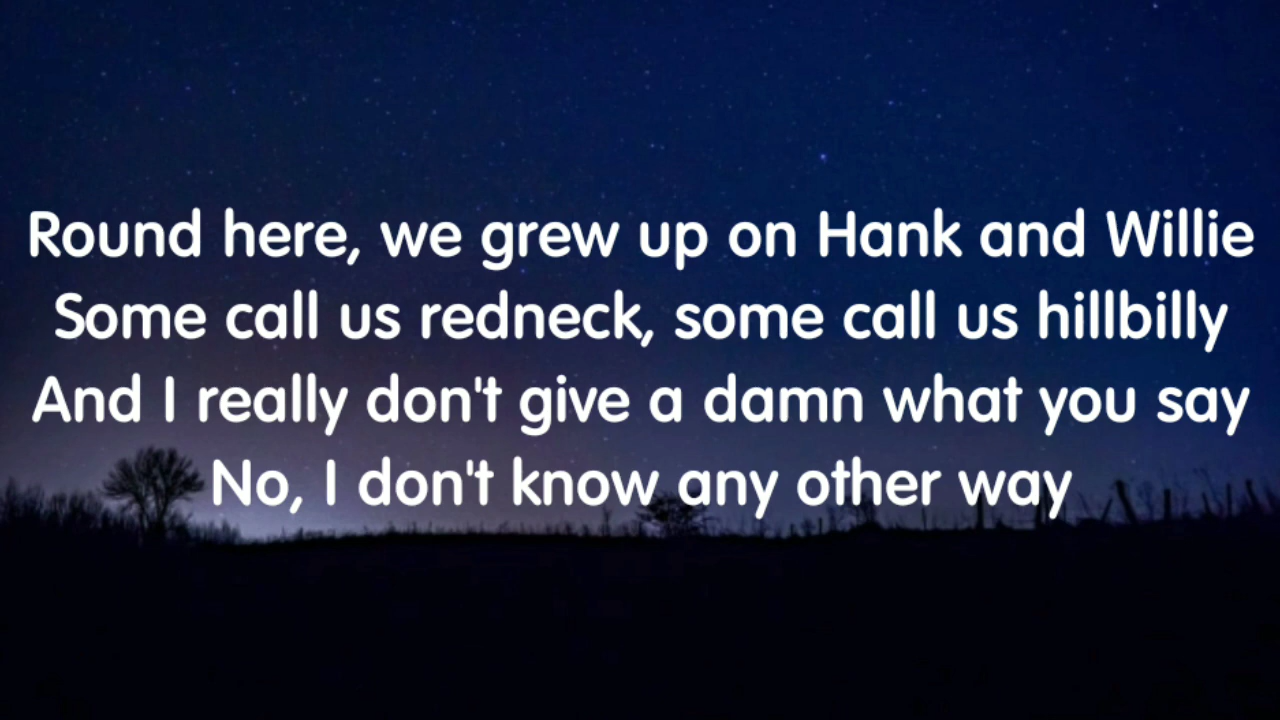 Round here, we grew up on Hank and Willie
Some call us redneck, some call us hillbilly
And I really don't give a damn what you say
No, I don't know any other way